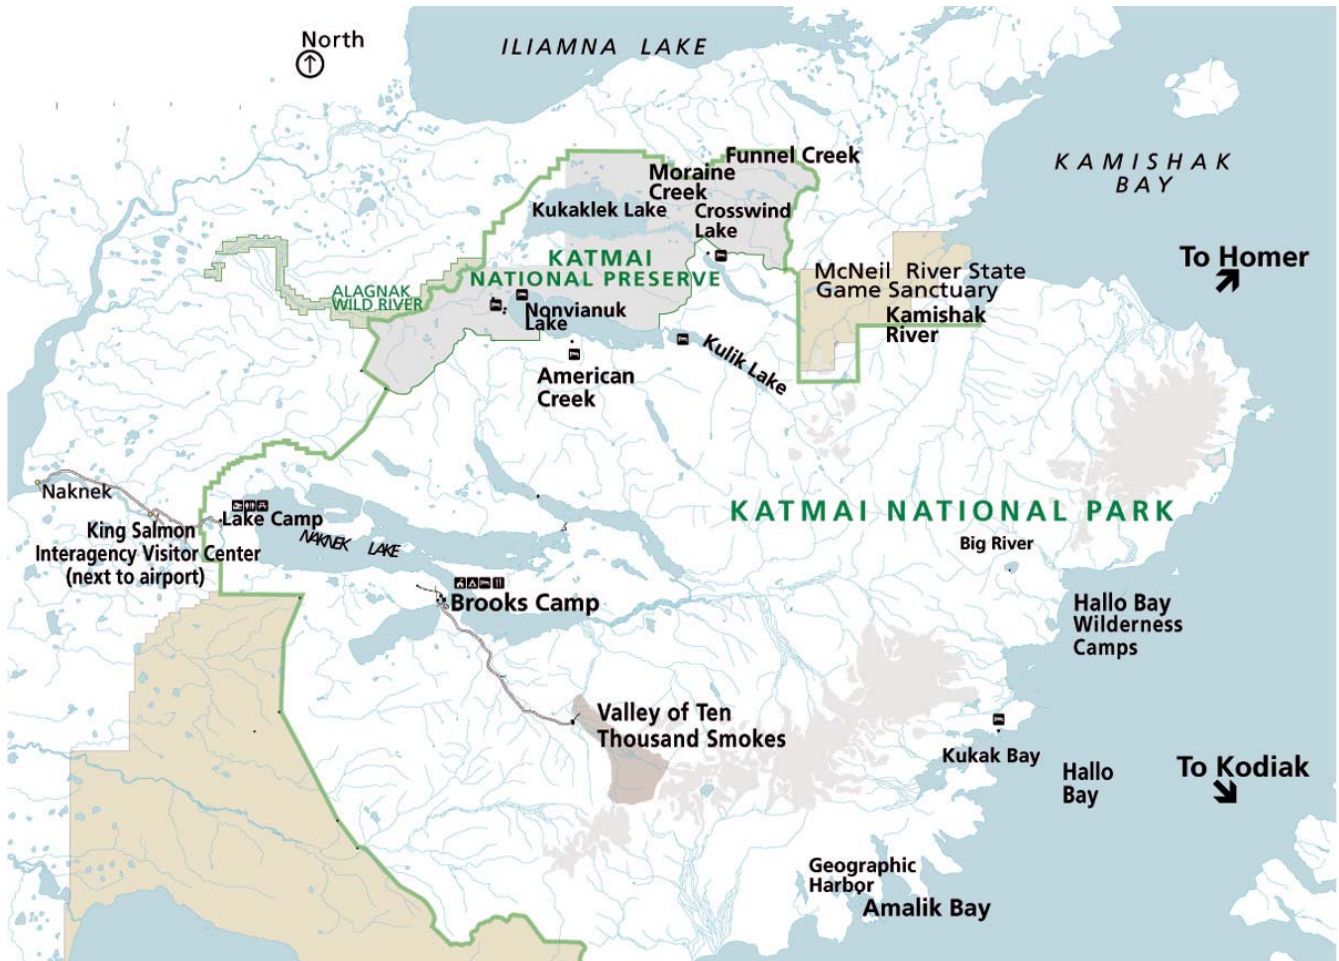 North
ILIAMNA LAKE
KAMISHAK
BAY
Funnel Creek
Moraine
Creek
Kukaklek Lake
Crosswind
Lake
To Homer
KATMAI
NATIONAL PRESERVE
McNeil River State
Game Sanctuary
ALAGNAK
WILD RIVER
Nonvianuk
Lake
Kamishak
River
Kulik Lake
American
Creek
Naknek
King Salmon
Interagency Visitor Center
(next to airport)
Lake Camp
NAKNEK LAKE
KATMAI NATIONAL PARK
Big River
Brooks Camp
Hallo Bay
Wilderness
Camps
Valley of Ten
Thousand Smokes
Kukak Bay
Hallo
Bay
To Kodiak
Geographic
Harbor
Amalik Bay